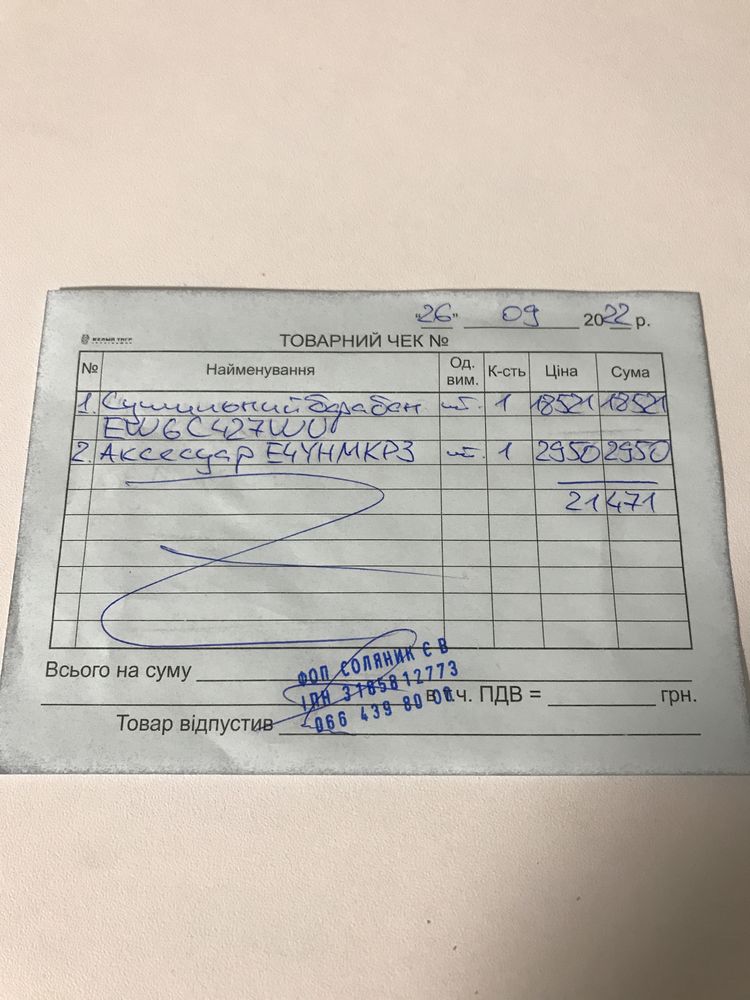 "26" 09 2022 р.
ТОВАРНИЙ ЧЕК №
№ Найменування Од. вим. К-сть Ціна Сума
1. Сушильний барабан шт. 1 18521 18521
EW6C427WU
2. Аксесуар E4YHMKP3 шт. 1 2950 2950
21471
Всього на суму
ФОП СОЛЯНИК Є В
ІПН 3185812773
в т.ч. ПДВ = грн.
066 439 80 00
Товар відпустив